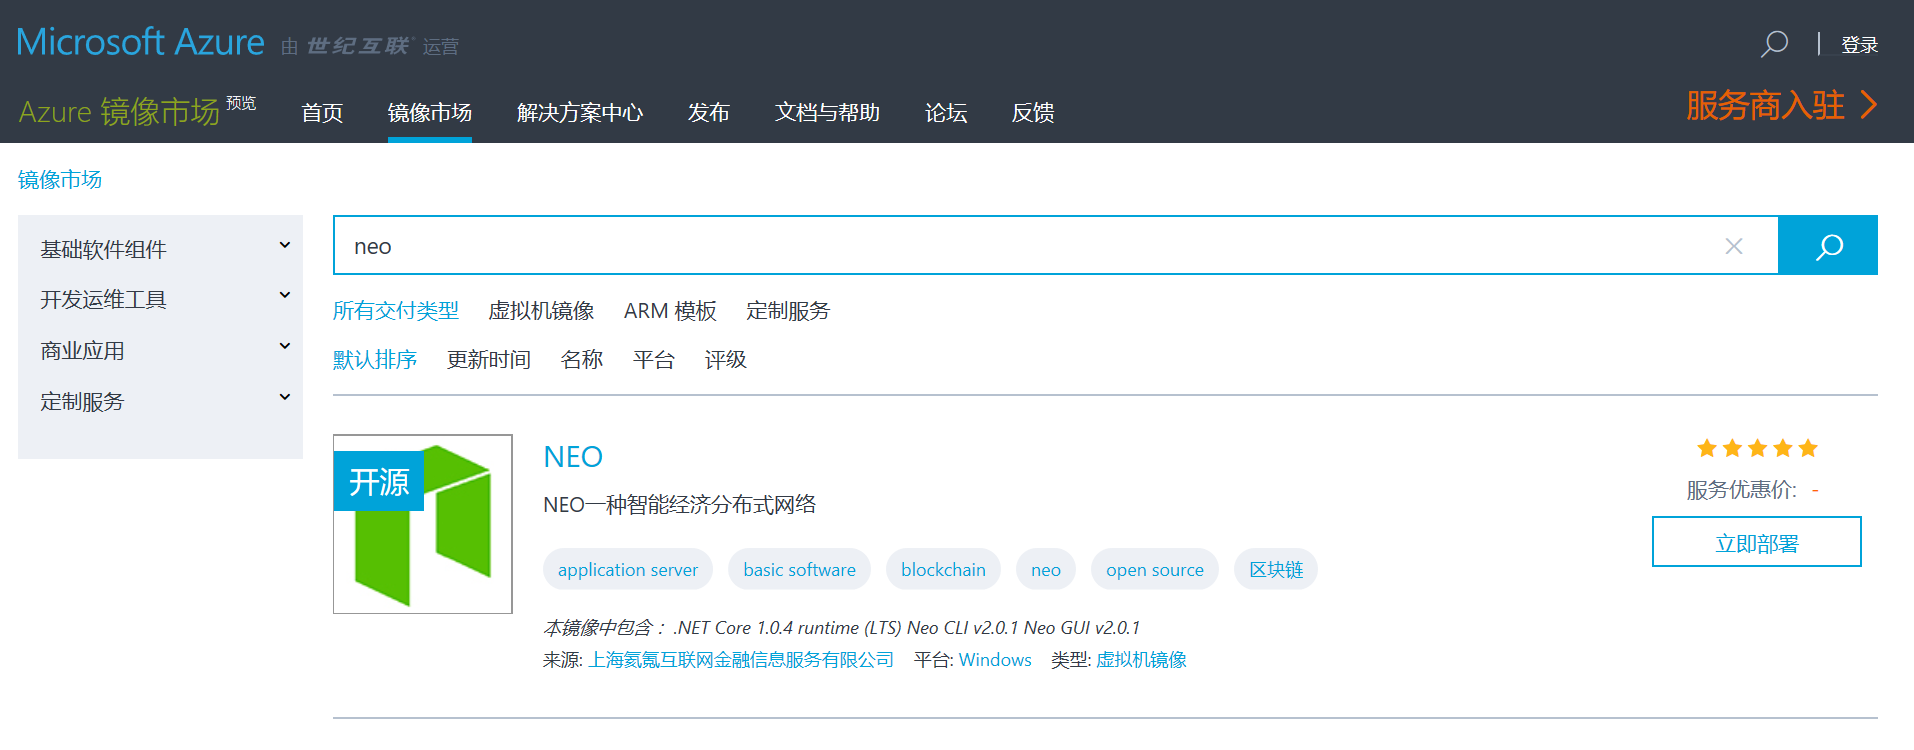 Microsoft Azure 由 世纪互联 运营
登录
Azure 镜像市场 预览 首页 镜像市场 解决方案中心 发布 文档与帮助 论坛 反馈 服务商入驻
镜像市场
基础软件组件
开发运维工具
商业应用
定制服务
neo
所有交付类型 虚拟机镜像 ARM 模板 定制服务
默认排序 更新时间 名称 平台 评级
开源
NEO
NEO一种智能经济分布式网络
application server basic software blockchain neo open source 区块链
本镜像中包含： .NET Core 1.0.4 runtime (LTS) Neo CLI v2.0.1 Neo GUI v2.0.1
来源: 上海氦氪互联网金融信息服务有限公司 平台: Windows 类型: 虚拟机镜像
服务优惠价: -
立即部署